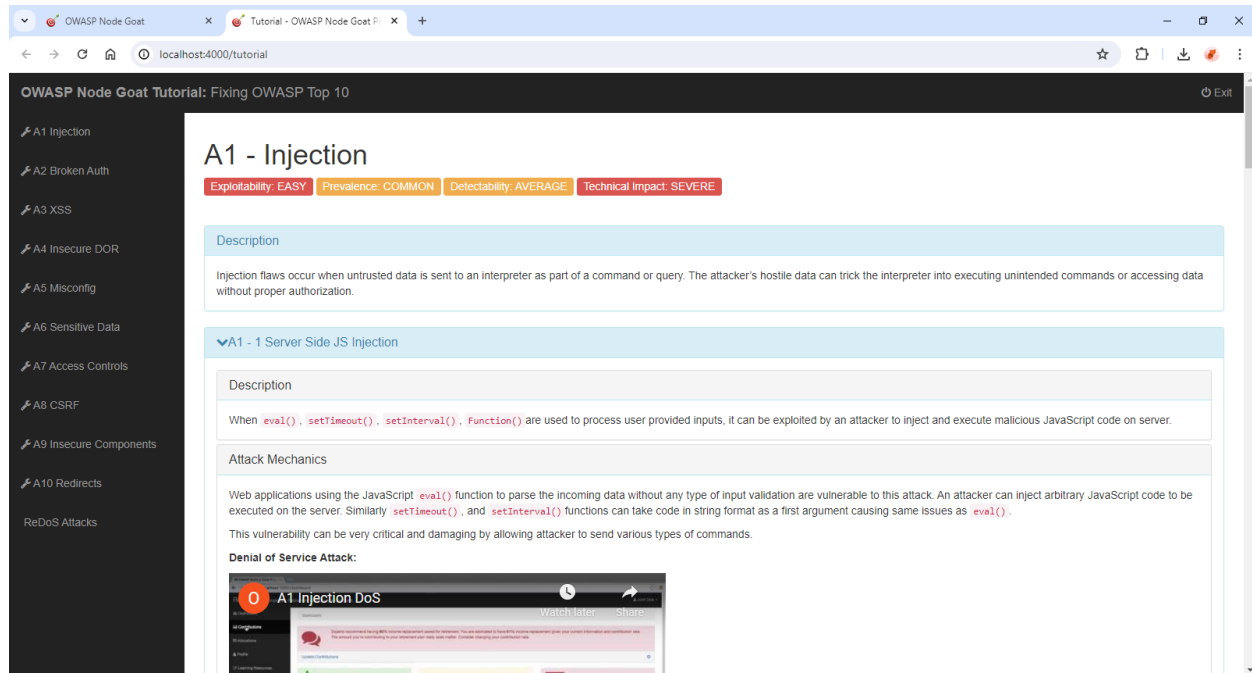 OWASP Node Goat
Tutorial - OWASP Node Goat
localhost:4000/tutorial
OWASP Node Goat Tutorial: Fixing OWASP Top 10
Exit
A1 Injection
A2 Broken Auth
A3 XSS
A4 Insecure DOR
A5 Misconfig
A6 Sensitive Data
A7 Access Controls
A8 CSRF
A9 Insecure Components
A10 Redirects
ReDoS Attacks
A1 - Injection
Exploitability: EASY Prevalence: COMMON Detectability: AVERAGE Technical Impact: SEVERE
Description
Injection flaws occur when untrusted data is sent to an interpreter as part of a command or query. The attacker's hostile data can trick the interpreter into executing unintended commands or accessing data
without proper authorization.
A1 - 1 Server Side JS Injection
Description
When eval(), setTimeout(), setInterval(), Function() are used to process user provided inputs, it can be exploited by an attacker to inject and execute malicious JavaScript code on server.
Attack Mechanics
Web applications using the JavaScript eval() function to parse the incoming data without any type of input validation are vulnerable to this attack. An attacker can inject arbitrary JavaScript code to be
executed on the server. Similarly setTimeout(), and setInterval() functions can take code in string format as a first argument causing same issues as eval().
This vulnerability can be very critical and damaging by allowing attacker to send various types of commands.
Denial of Service Attack:
O A1 Injection DoS
Watch later Share
Contributions